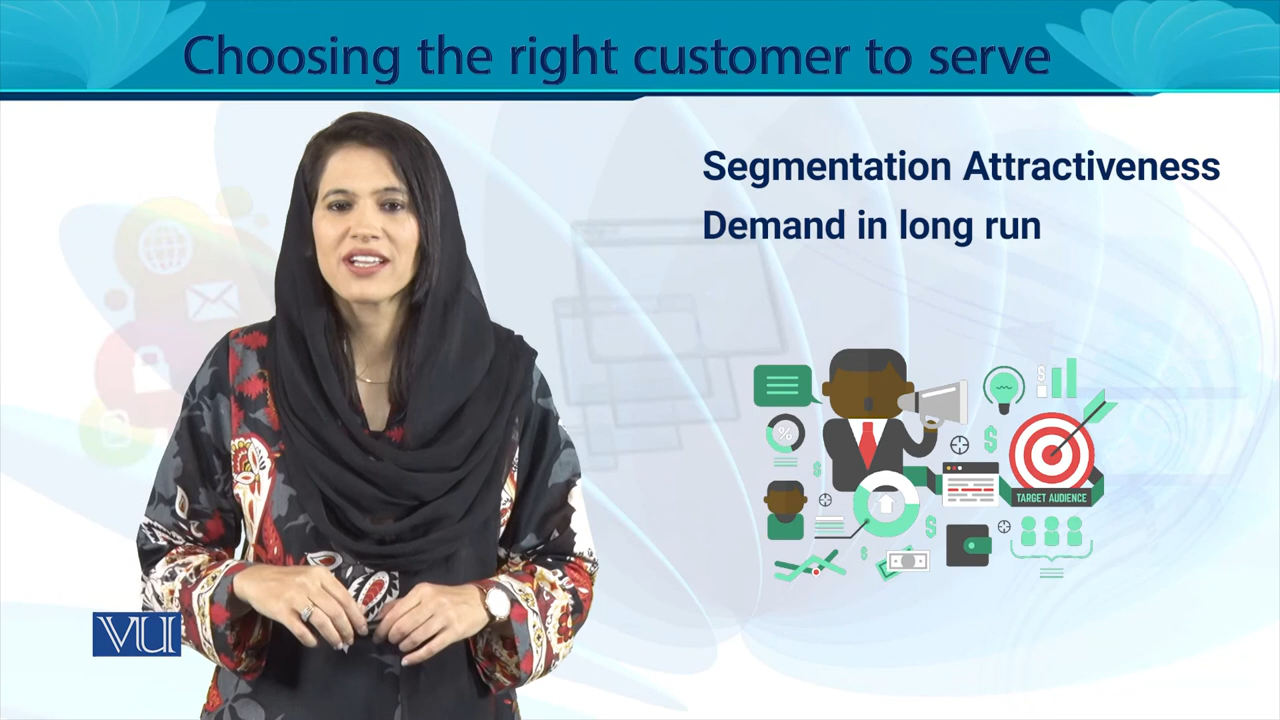 Choosing the right customer to serve
Segmentation Attractiveness
Demand in long run
$
%
$
$
TARGET AUDIENCE
$
$
VU